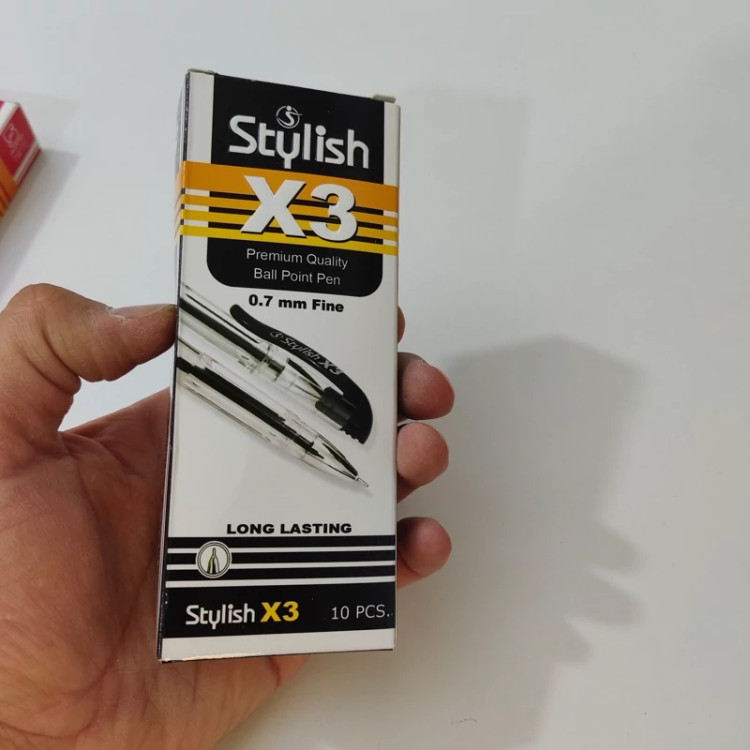 Stylish
X3
Premium Quality
Ball Point Pen
0.7 mm Fine
Stylish X3
LONG LASTING
Stylish X3 10 PCS.